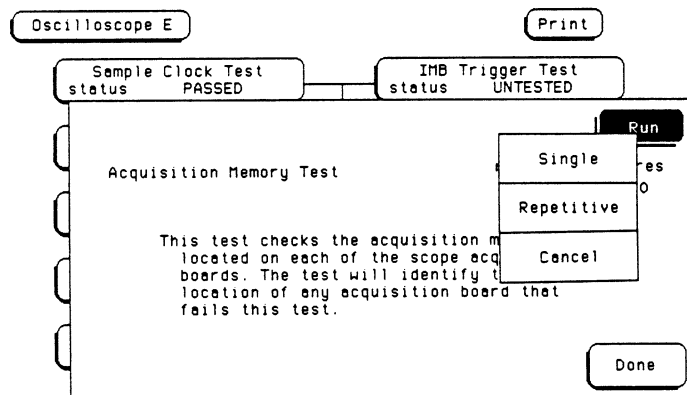 Oscilloscope E
Print
Sample Clock Test
status PASSED
IMB Trigger Test
status UNTESTED
Run
Acquisition Memory Test
Single
Repetitive
Cancel
This test checks the acquisition
located on each of the scope
boards. The test will identify
location of any acquisition board that
fails this test.
Done